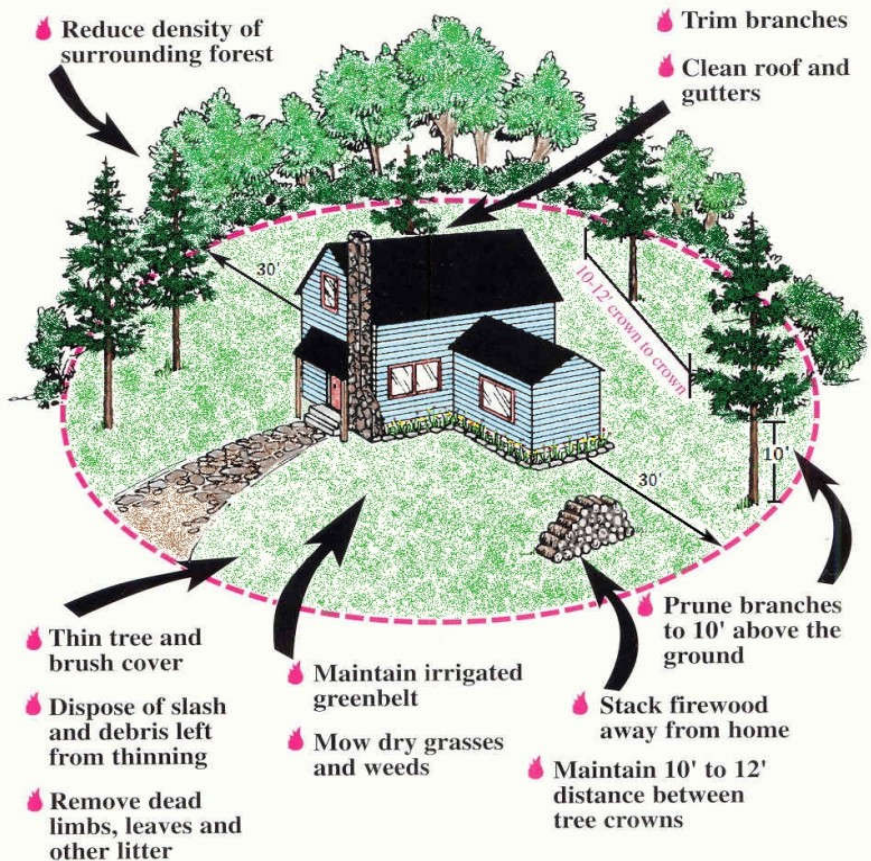 Reduce density of
surrounding forest
Trim branches
Clean roof and
gutters
30'
10-12' crown to crown
10'
30'
Thin tree and
brush cover
Dispose of slash
and debris left
from thinning
Remove dead
limbs, leaves and
other litter
Maintain irrigated
greenbelt
Mow dry grasses
and weeds
Prune branches
to 10' above the
ground
Stack firewood
away from home
Maintain 10' to 12'
distance between
tree crowns